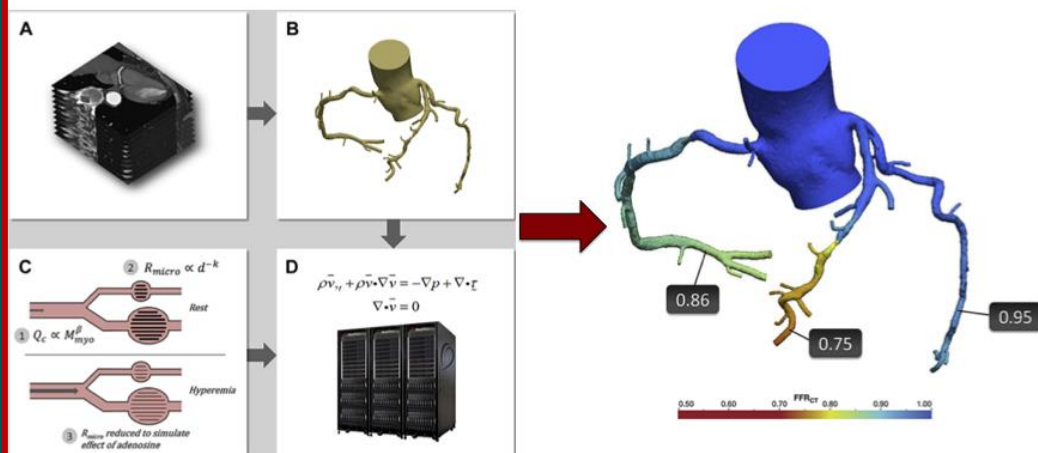 A
B
C
② R_micro ∝ d^-k
Rest
① Q_c ∝ M_myo^β
Hyperemia
③ R_micro reduced to simulate
effect of adenosine
D
ρv̄,t + ρv̄•∇v̄ = −∇p + ∇•τ
∇•v̄ = 0
0.86
0.75
0.95
FFR_CT
0.50 0.60 0.70 0.80 0.90 1.00